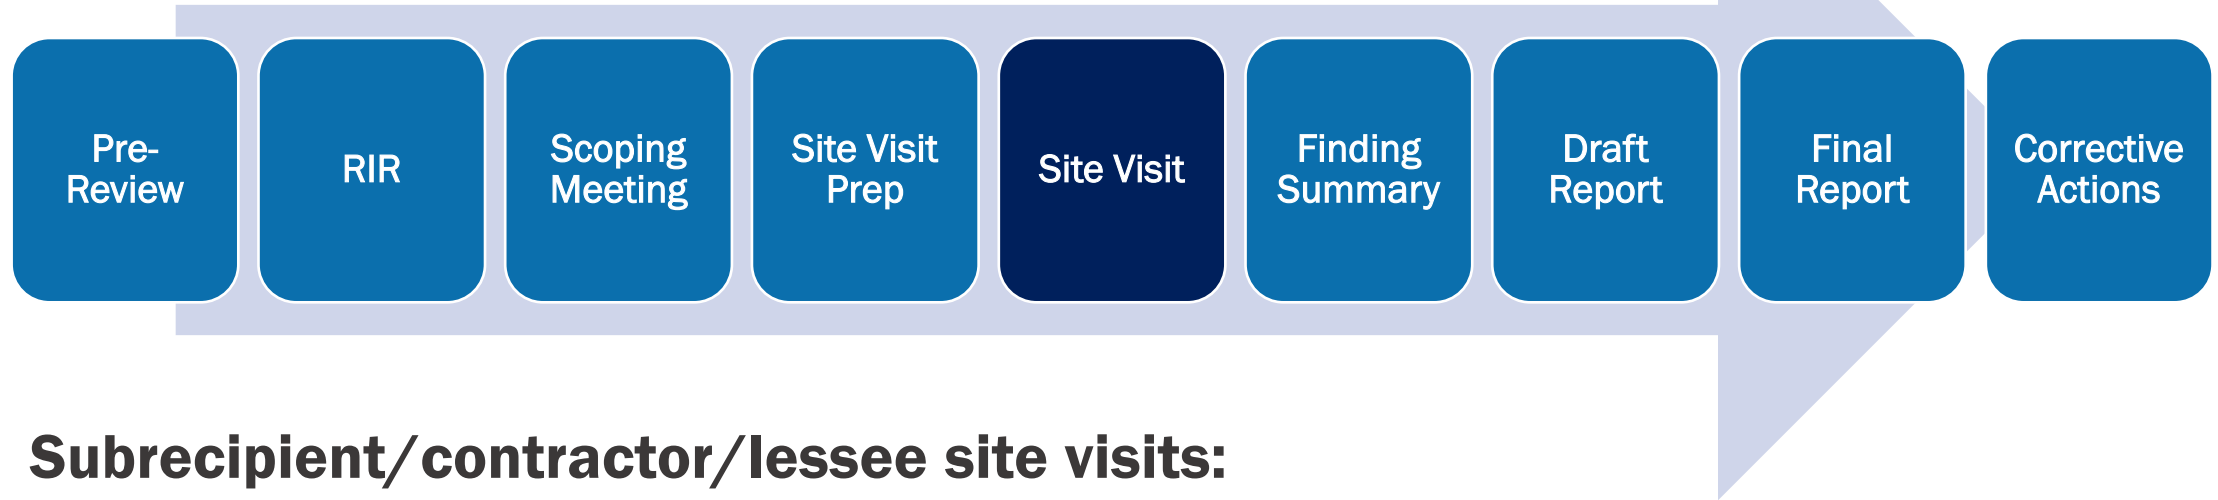 Pre-
Review
RIR
Scoping
Meeting
Site Visit
Prep
Site Visit
Finding
Summary
Draft
Report
Final
Report
Corrective
Actions
Subrecipient/contractor/lessee site visits: